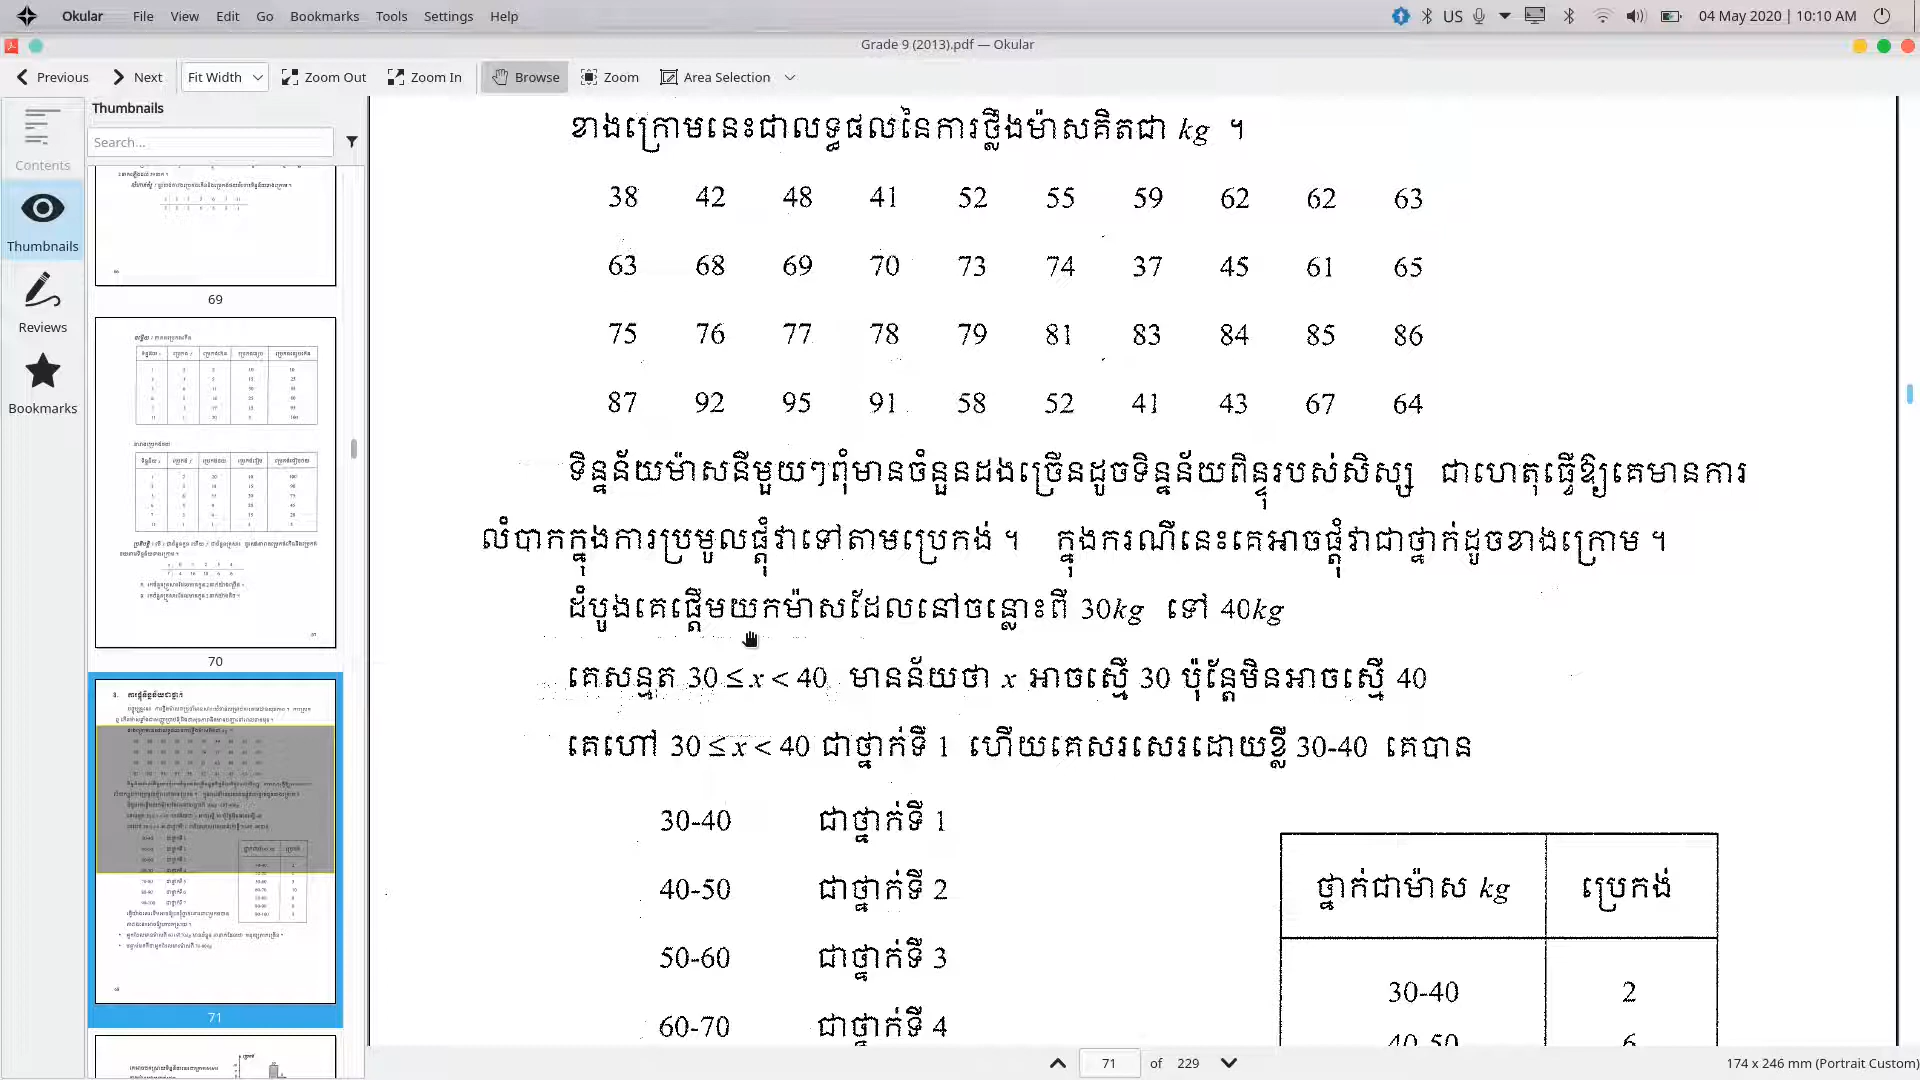 Okular File View Edit Go Bookmarks Tools Settings Help US 04 May 2020 | 10:10 AM
Grade 9 (2013).pdf — Okular
Previous Next Fit Width Zoom Out Zoom In Browse Zoom Area Selection
Thumbnails
Search...
Contents
Thumbnails
Reviews
Bookmarks
69
70
71
ខាងក្រោមនេះជាលទ្ធផលនៃការថ្លឹងម៉ាសគិតជា kg ។
38 42 48 41 52 55 59 62 62 63
63 68 69 70 73 74 37 45 61 65
75 76 77 78 79 81 83 84 85 86
87 92 95 91 58 52 41 43 67 64
ទិន្នន័យម៉ាសនីមួយៗពុំមានចំនួនដងច្រើនដូចទិន្នន័យពិន្ទុរបស់សិស្ស ជាហេតុធ្វើឱ្យគេមានការ
លំបាកក្នុងការប្រមូលផ្តុំវាទៅតាមប្រេកង់ ។ ក្នុងករណីនេះគេអាចផ្តុំវាជាថ្នាក់ដូចខាងក្រោម ។
ដំបូងគេផ្តើមយកម៉ាសដែលនៅចន្លោះពី 30kg ទៅ 40kg
គេសន្មត 30 ≤ x < 40 មានន័យថា x អាចស្មើ 30 ប៉ុន្តែមិនអាចស្មើ 40
គេហៅ 30 ≤ x < 40 ជាថ្នាក់ទី 1 ហើយគេសរសេរដោយខ្លី 30-40 គេបាន
30-40 ជាថ្នាក់ទី 1
40-50 ជាថ្នាក់ទី 2
50-60 ជាថ្នាក់ទី 3
60-70 ជាថ្នាក់ទី 4
ថ្នាក់ជាម៉ាស kg ប្រេកង់
30-40 2
40-50 6
71 of 229
174 x 246 mm (Portrait Custom)